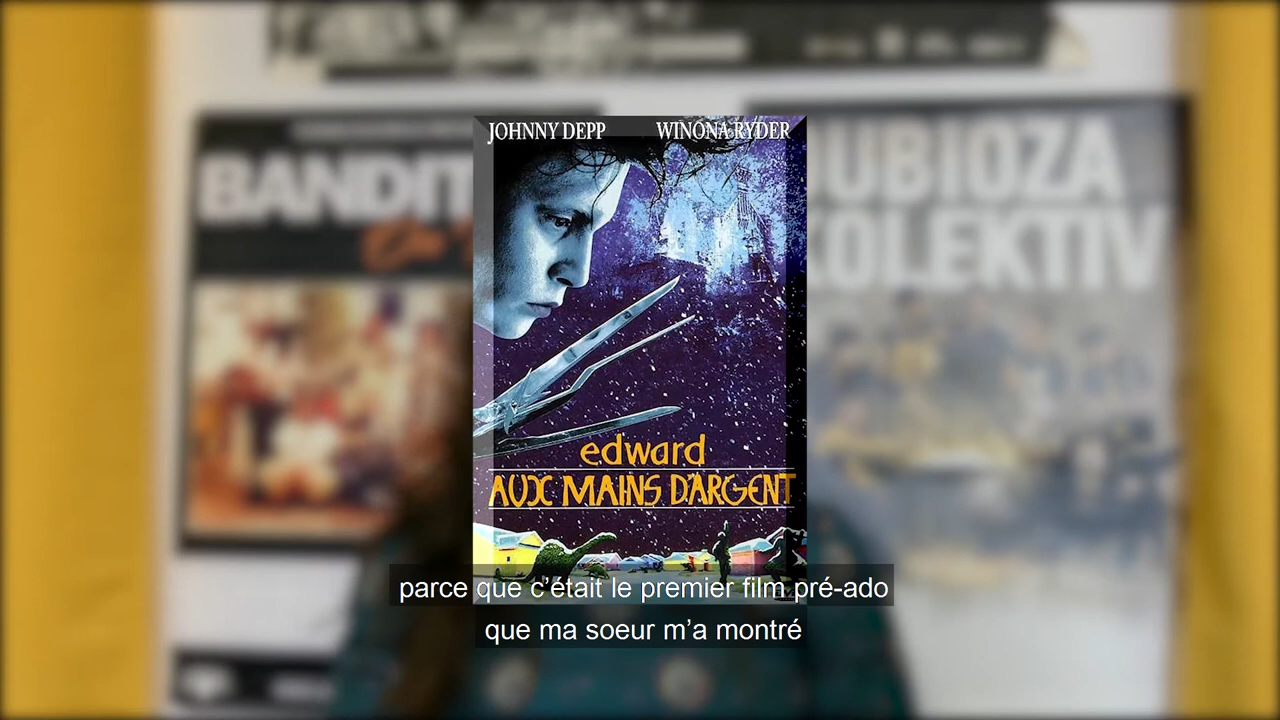 BANDIT
JUBIOZA
KOLEKTIV
JOHNNY DEPP WINONA RYDER
edward
AUX MAINS D'ARGENT
parce que c’était le premier film pré-ado
que ma soeur m’a montré